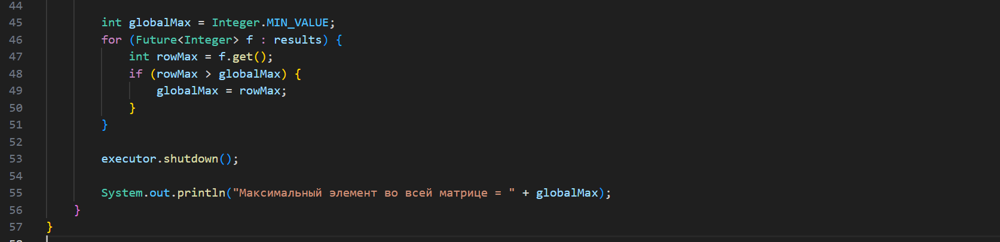 44
45 int globalMax = Integer.MIN_VALUE;
46 for (Future<Integer> f : results) {
47 int rowMax = f.get();
48 if (rowMax > globalMax) {
49 globalMax = rowMax;
50 }
51 }
52
53 executor.shutdown();
54
55 System.out.println("Максимальный элемент во всей матрице = " + globalMax);
56 }
57 }
58